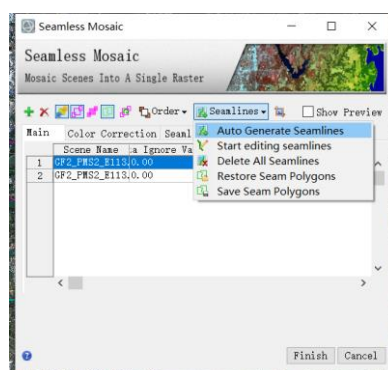 Seamless Mosaic
Seamless Mosaic
Mosaic Scenes Into A Single Raster
Order Seamlines Show Preview
Main Color Correction Seaml
Auto Generate Seamlines
Start editing seamlines
Delete All Seamlines
Restore Seam Polygons
Save Seam Polygons
Scene Name a Ignore Va
1 GF2_PMS2_E113. 0.00
2 GF2_PMS2_E113. 0.00
Finish Cancel